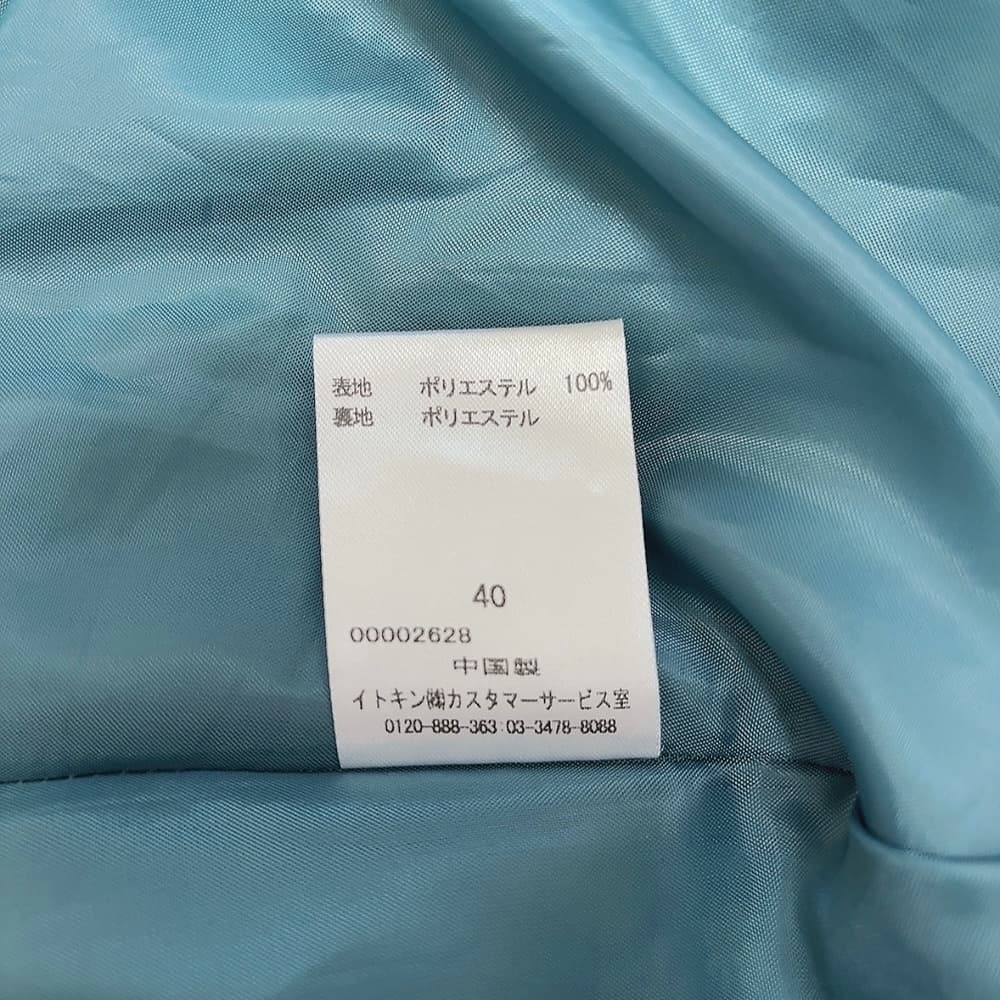 表地 ポリエステル 100%
裏地 ポリエステル
40
00002628
中国製
イトキン㈱カスタマーサービス室
0120-888-363 03-3478-8088